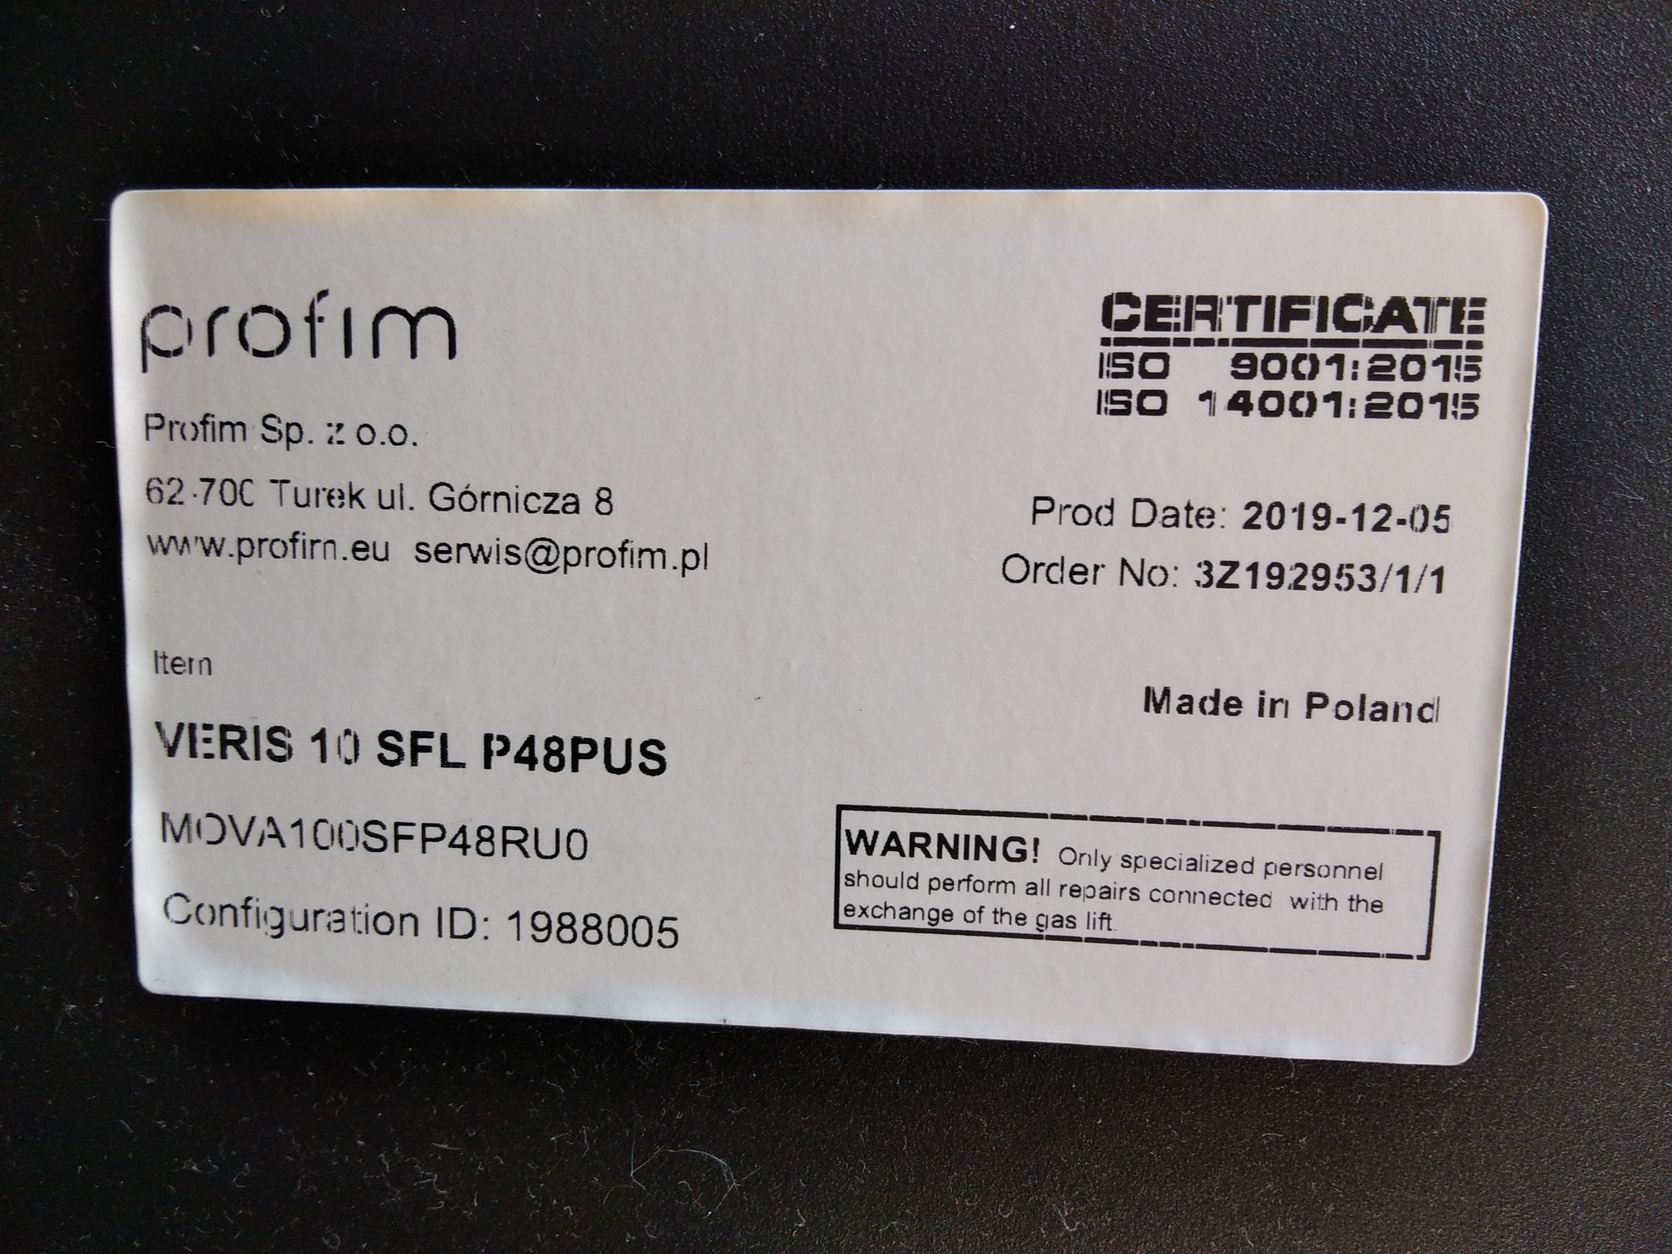 profim
CERTIFICATE
ISO 9001:2015
ISO 14001:2015
Profim Sp. z o.o.
62-700 Turek ul. Górnicza 8
www.profim.eu serwis@profim.pl
Prod Date: 2019-12-05
Order No: 3Z192953/1/1
Item
Made in Poland
VERIS 10 SFL P48PUS
MOVA100SFP48RU0
Configuration ID: 1988005
WARNING! Only specialized personnel
should perform all repairs connected with the
exchange of the gas lift.